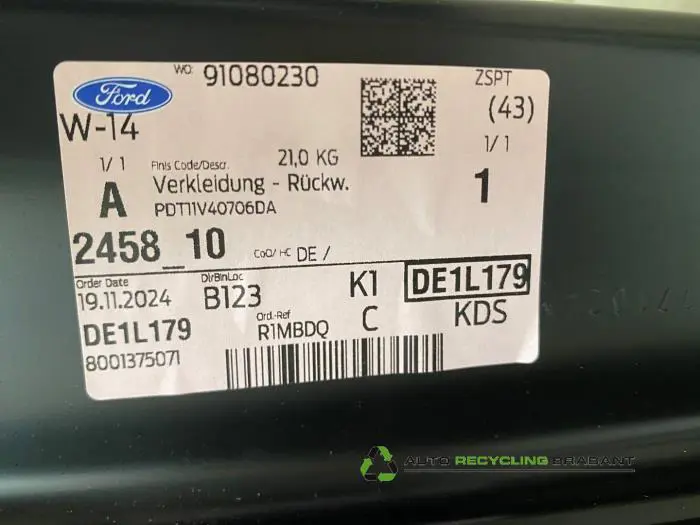 Ford
WO: 91080230
ZSPT
W-14
(43)
1/1
Finis Code/Descr. 21,0 KG
1/1
A
Verkleidung - Rückw.
1
PDT11V40706DA
2458_10
CoO/HC DE /
Order Date
DlrBinLoc
19.11.2024
B123
K1
DE1L179
DE1L179
Ord.-Ref
R1MBDQ
C
KDS
8001375071
AUTO RECYCLING BRABANT